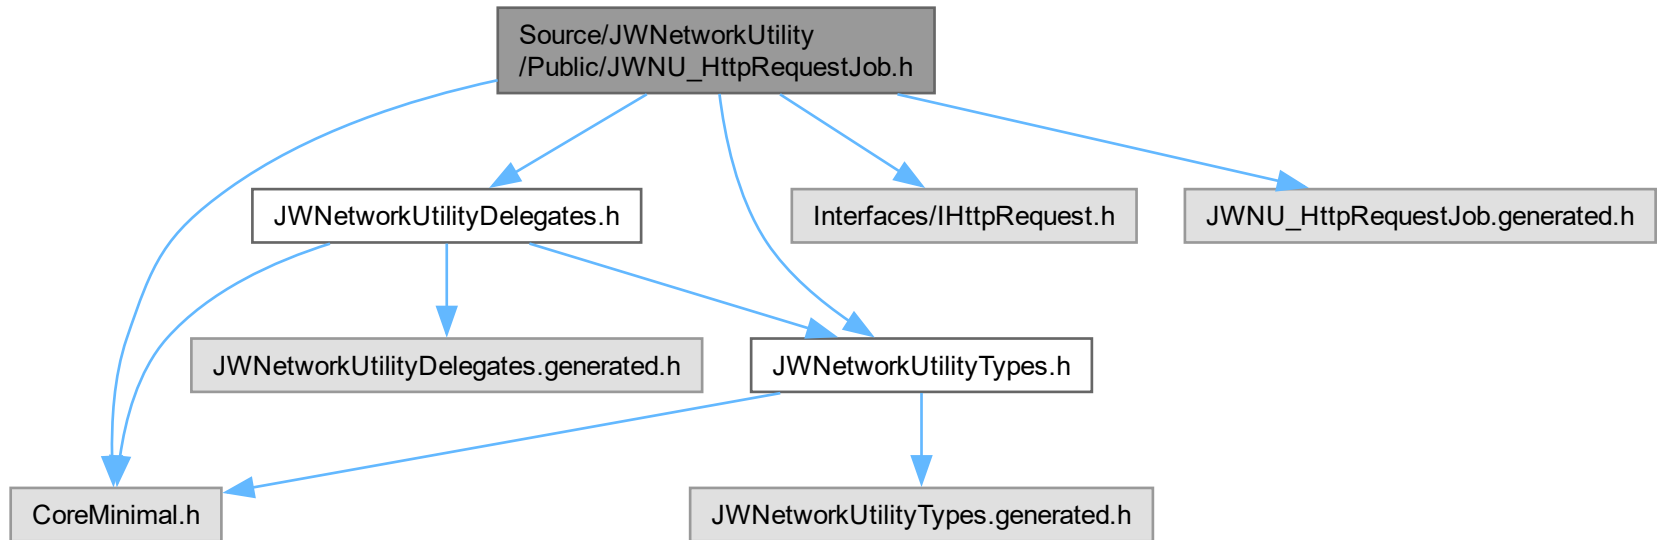 Source/JWNetworkUtility
/Public/JWNU_HttpRequestJob.h
JWNetworkUtilityDelegates.h
Interfaces/IHttpRequest.h
JWNU_HttpRequestJob.generated.h
JWNetworkUtilityDelegates.generated.h
JWNetworkUtilityTypes.h
CoreMinimal.h
JWNetworkUtilityTypes.generated.h